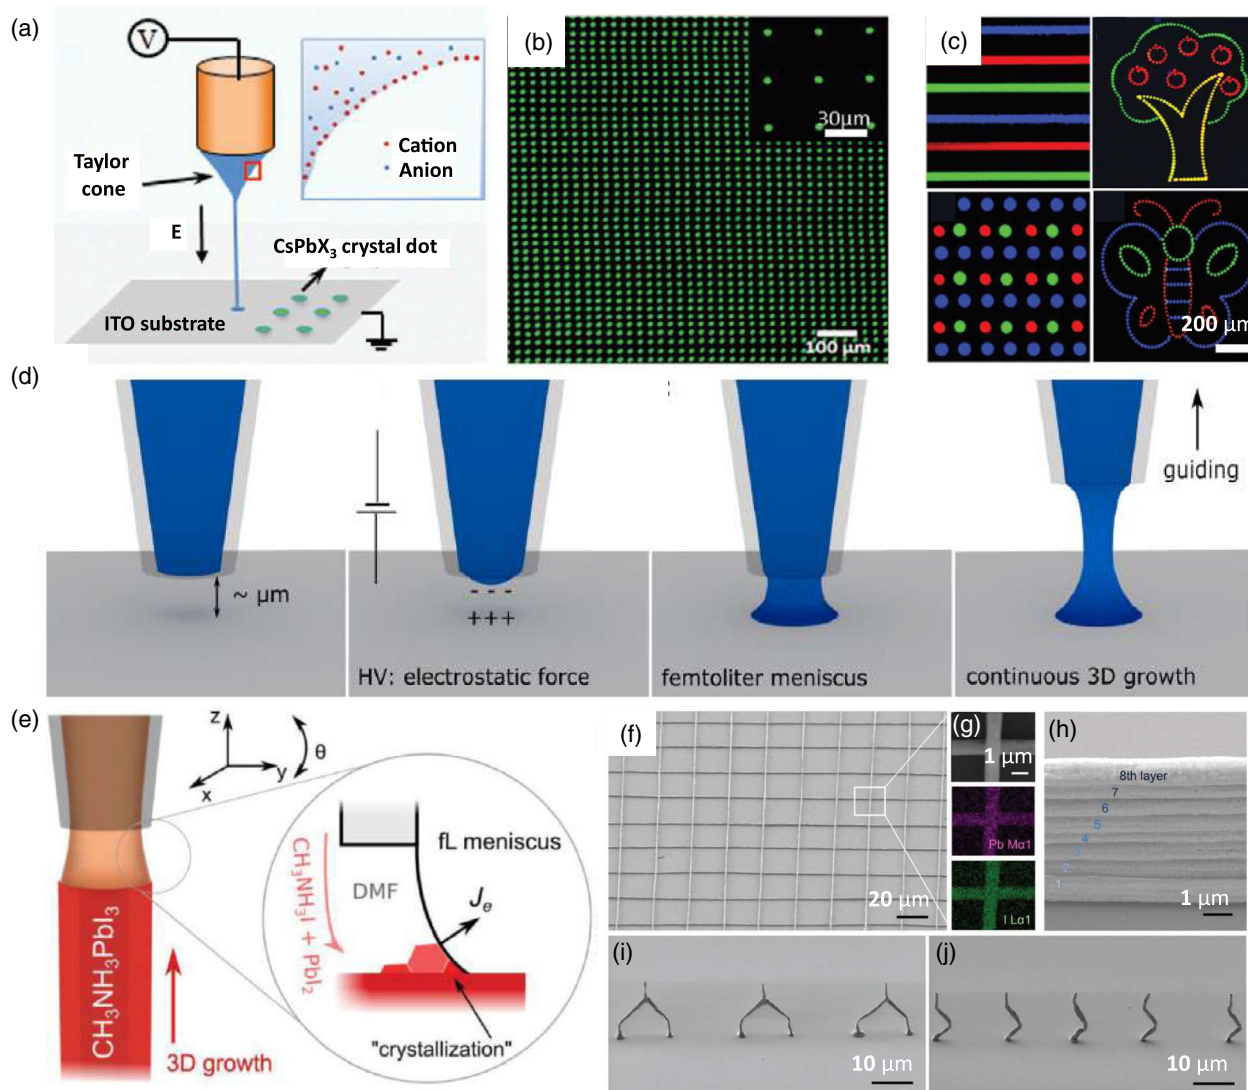 (a)
V
Taylor
cone
E
Cation
Anion
CsPbX₃ crystal dot
ITO substrate
(b)
30µm
100 µm
(c)
200 µm
(d)
~ µm
- - -
+++
HV: electrostatic force
femtoliter meniscus
guiding
continuous 3D growth
(e)
z
y
x
θ
CH₃NH₃PbI₃
3D growth
fL meniscus
DMF
CH₃NH₃I + PbI₂
Jₑ
"crystallization"
(f)
20 µm
(g)
1 µm
Pb Mα1
I Lα1
(h)
8th layer
7
6
5
4
2
1
1 µm
(i)
10 µm
(j)
10 µm